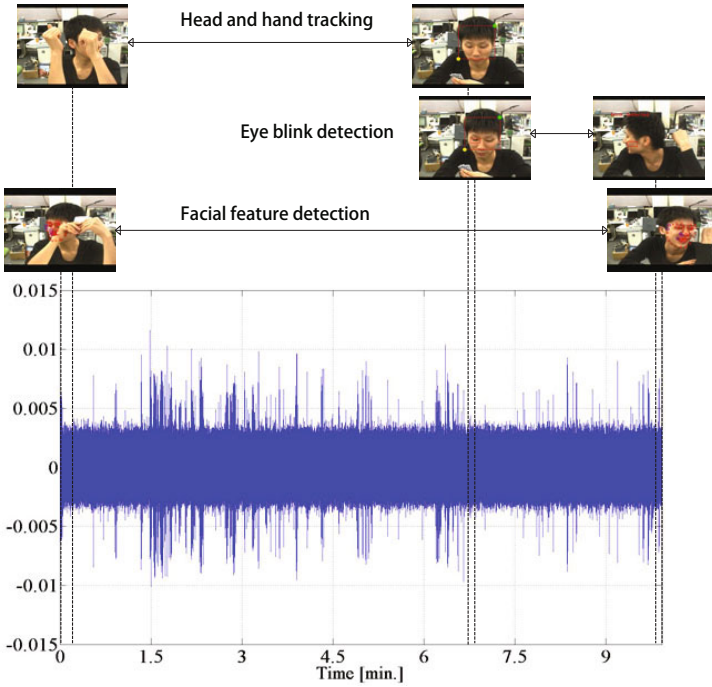 Head and hand tracking
Eye blink detection
Facial feature detection
0.015
0.01
0.005
0
-0.005
-0.01
-0.015
0 1.5 3 4.5 6 7.5 9
Time [min.]